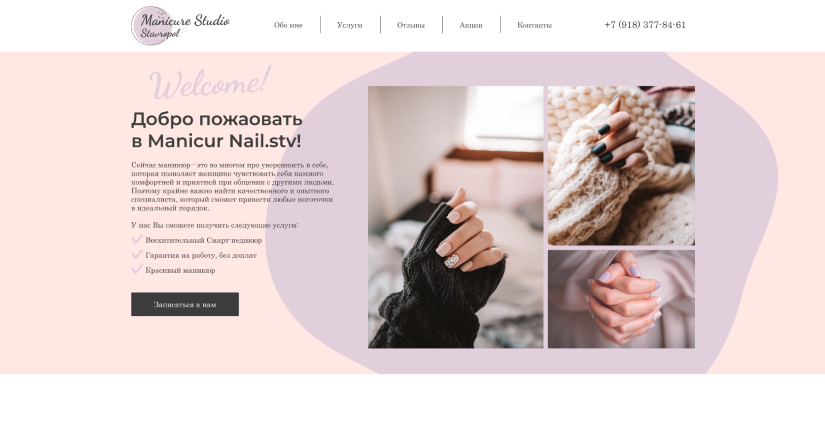 Manicure Studio
Stavropol
Обо мне
Услуги
Отзывы
Акции
Контакты
+7 (918) 377-84-61
Welcome!
Добро пожаовать
в Manicur Nail.stv!
Сейчас маникюр - это во многом про уверенность в себе,
которая позволяет женщине чувствовать себя намного
комфортней и приятней при общении с другими людьми.
Поэтому крайне важно найти качественного и опытного
специалиста, который сможет привести любые ноготочки
в идеальный порядок.
У нас Вы сможете получить следующие услуги:
Восхитительный Смарт-педикюр
Гарантия на работу, без доплат
Красивый маникюр
Записаться к нам